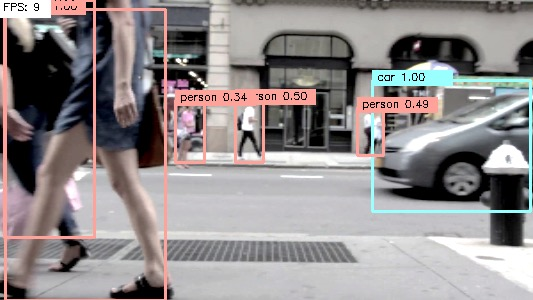 FPS: 9
1.00
car 1.00
person 0.34
son 0.50
person 0.49